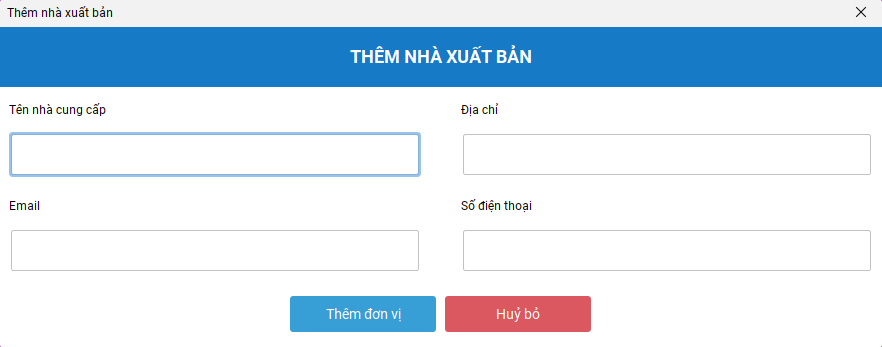 Thêm nhà xuất bản
THÊM NHÀ XUẤT BẢN
Tên nhà cung cấp
Địa chỉ
Email
Số điện thoại
Thêm đơn vị
Huỷ bỏ